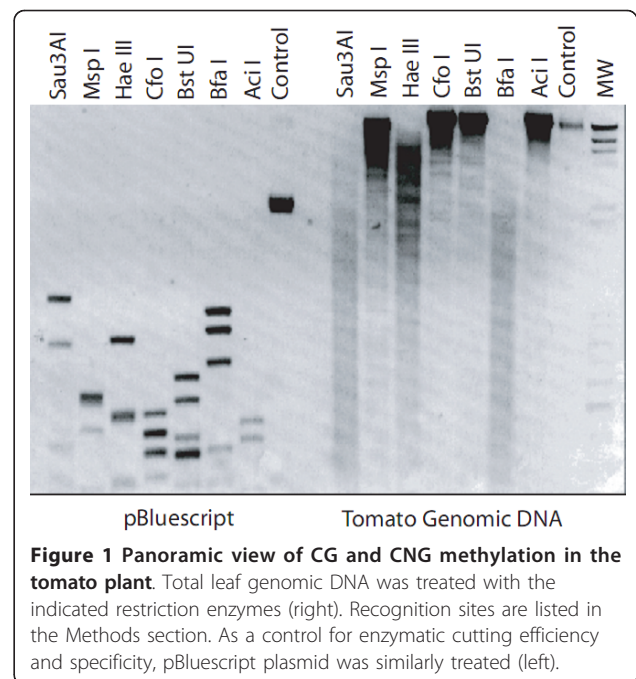 Sau3AI Msp I Hae III Cfo I Bst UI Bfa I Aci I Control Sau3AI Msp I Hae III Cfo I Bst UI Bfa I Aci I Control MW
pBluescript Tomato Genomic DNA
Figure 1 Panoramic view of CG and CNG methylation in the
tomato plant. Total leaf genomic DNA was treated with the
indicated restriction enzymes (right). Recognition sites are listed in
the Methods section. As a control for enzymatic cutting efficiency
and specificity, pBluescript plasmid was similarly treated (left).